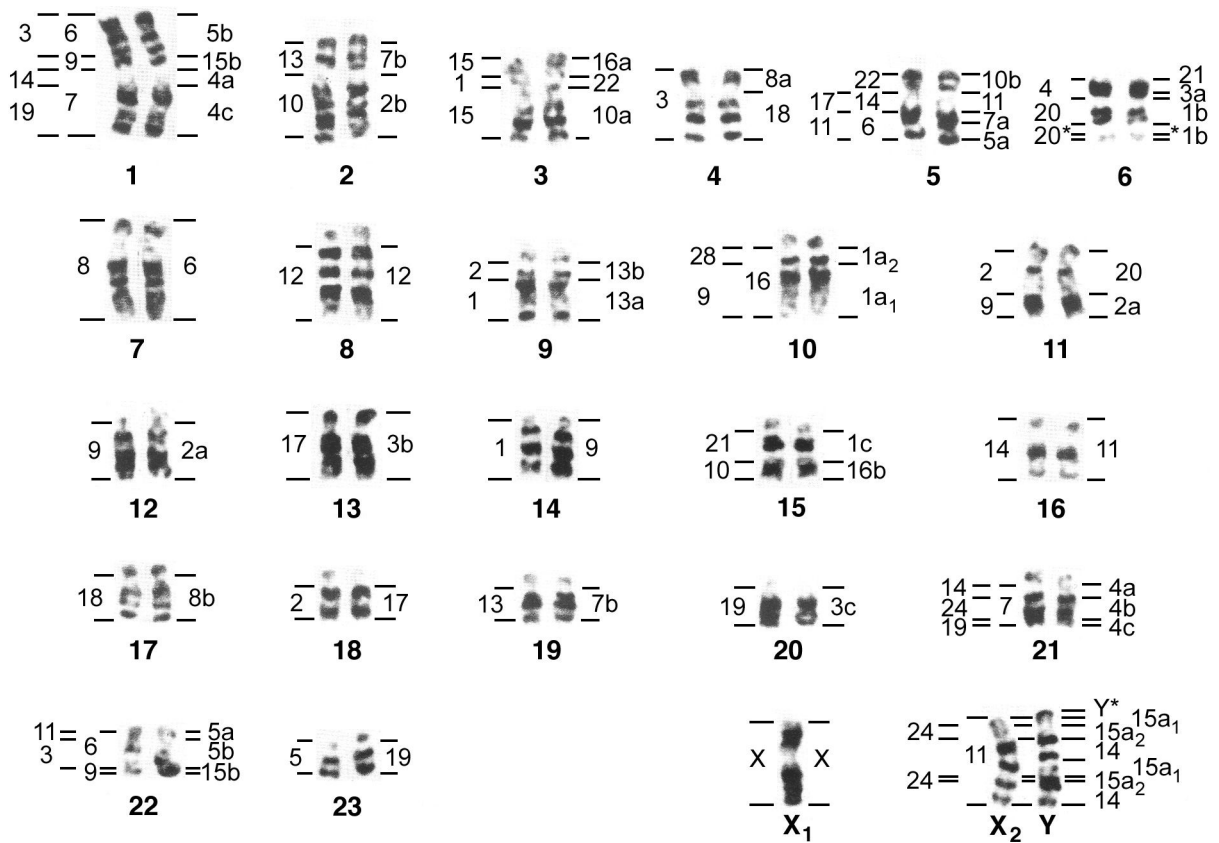 3 6 5b
9 15b
14 4a
19 7 4c
1
13 7b
10 2b
2
15 16a
1 22
15 10a
3
8a
3 18
4
22 10b
17 14 11
7a
11 6 5a
5
21
4 3a
20 1b
20* *1b
6
8 6
7
12 12
8
2 13b
1 13a
9
28 1a2
16
9 1a1
10
2 20
9 2a
11
9 2a
12
17 3b
13
1 9
14
21 1c
10 16b
15
14 11
16
18 8b
17
2 17
18
13 7b
19
19 3c
20
14 4a
24 7 4b
19 4c
21
11 5a
3 6 5b
9 15b
22
5 19
23
X X
X1
Y*
24 15a2 15a1
11 14
24 15a2 15a1
14
X2 Y